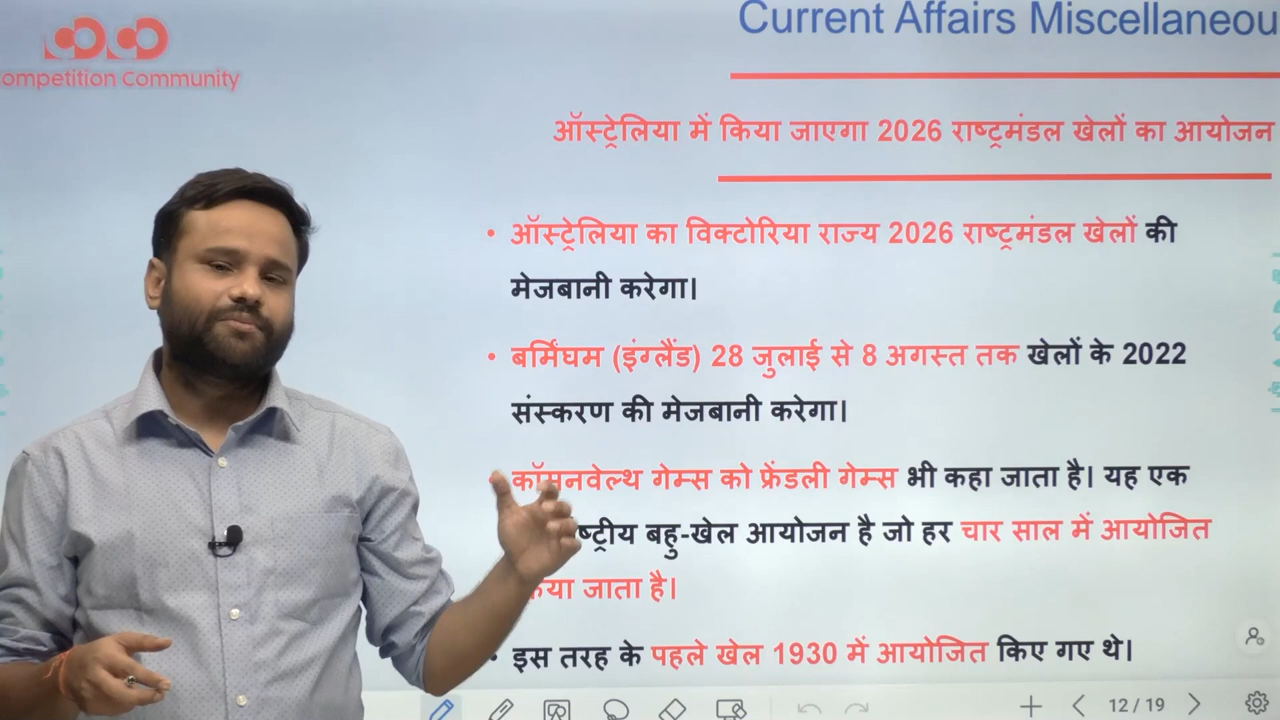 Current Affairs Miscellaneou
ompetition Community
ऑस्ट्रेलिया में किया जाएगा 2026 राष्ट्रमंडल खेलों का आयोजन
• ऑस्ट्रेलिया का विक्टोरिया राज्य 2026 राष्ट्रमंडल खेलों की
मेजबानी करेगा।
• बर्मिंघम (इंग्लैंड) 28 जुलाई से 8 अगस्त तक खेलों के 2022
संस्करण की मेजबानी करेगा।
• कॉमनवेल्थ गेम्स को फ्रेंडली गेम्स भी कहा जाता है। यह एक
ष्ट्रीय बहु-खेल आयोजन है जो हर चार साल में आयोजित
जाता है।
• इस तरह के पहले खेल 1930 में आयोजित किए गए थे।
12 / 19